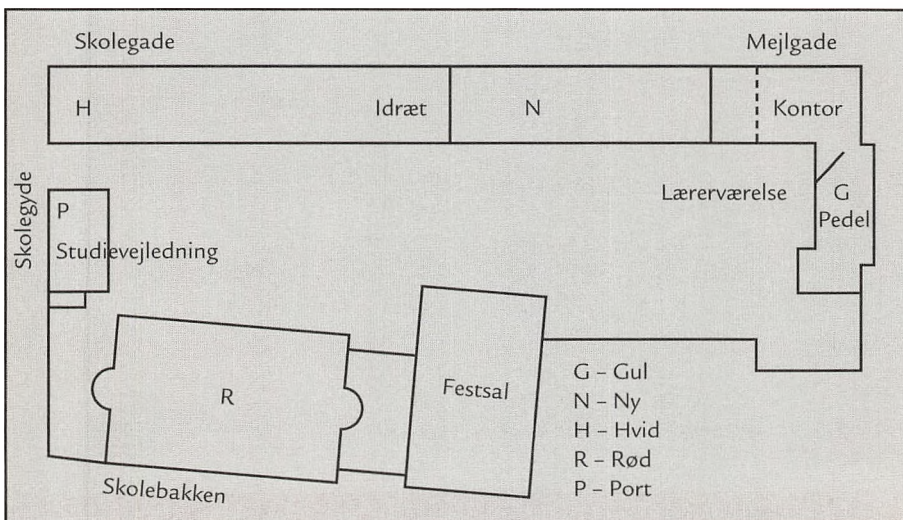 Skolegade
Mejlgade
H
Idræt
N
Kontor
Skolegyde
P
Studievejledning
Lærerværelse
G
Pedel
R
Festsal
G – Gul
N – Ny
H – Hvid
R – Rød
P – Port
Skolebakken